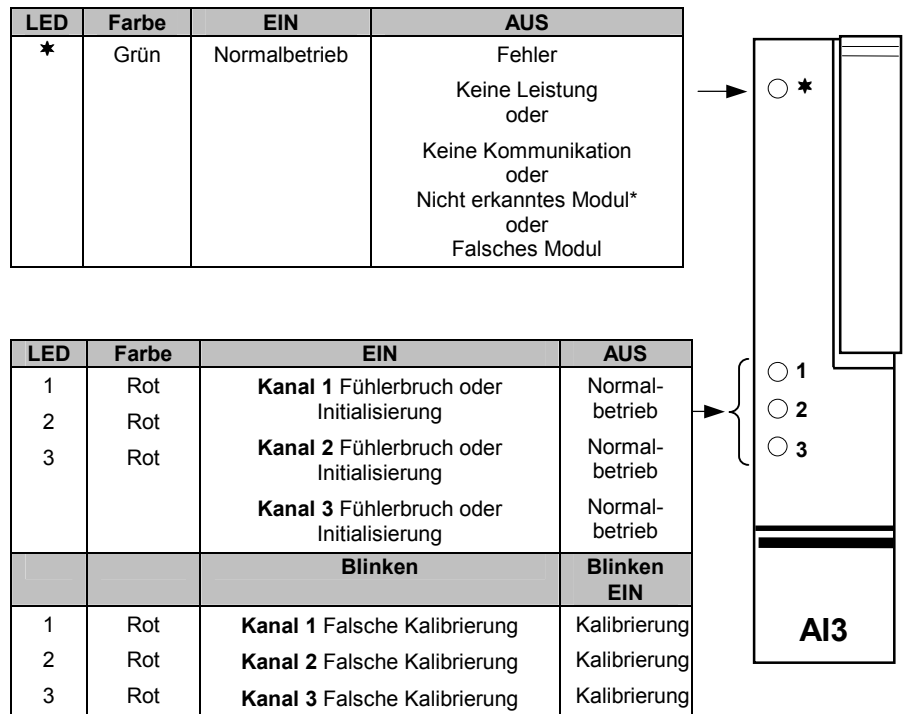 LED Farbe EIN AUS
✱ Grün Normalbetrieb Fehler
Keine Leistung
oder
Keine Kommunikation
oder
Nicht erkanntes Modul*
oder
Falsches Modul
✱
LED Farbe EIN AUS
1 Rot Kanal 1 Fühlerbruch oder Normal-
Initialisierung betrieb
2 Rot
Kanal 2 Fühlerbruch oder Normal-
3 Rot
Initialisierung betrieb
Kanal 3 Fühlerbruch oder Normal-
Initialisierung betrieb
Blinken Blinken
EIN
1 Rot Kanal 1 Falsche Kalibrierung Kalibrierung
2 Rot Kanal 2 Falsche Kalibrierung Kalibrierung
3 Rot Kanal 3 Falsche Kalibrierung Kalibrierung
1
2
3
AI3